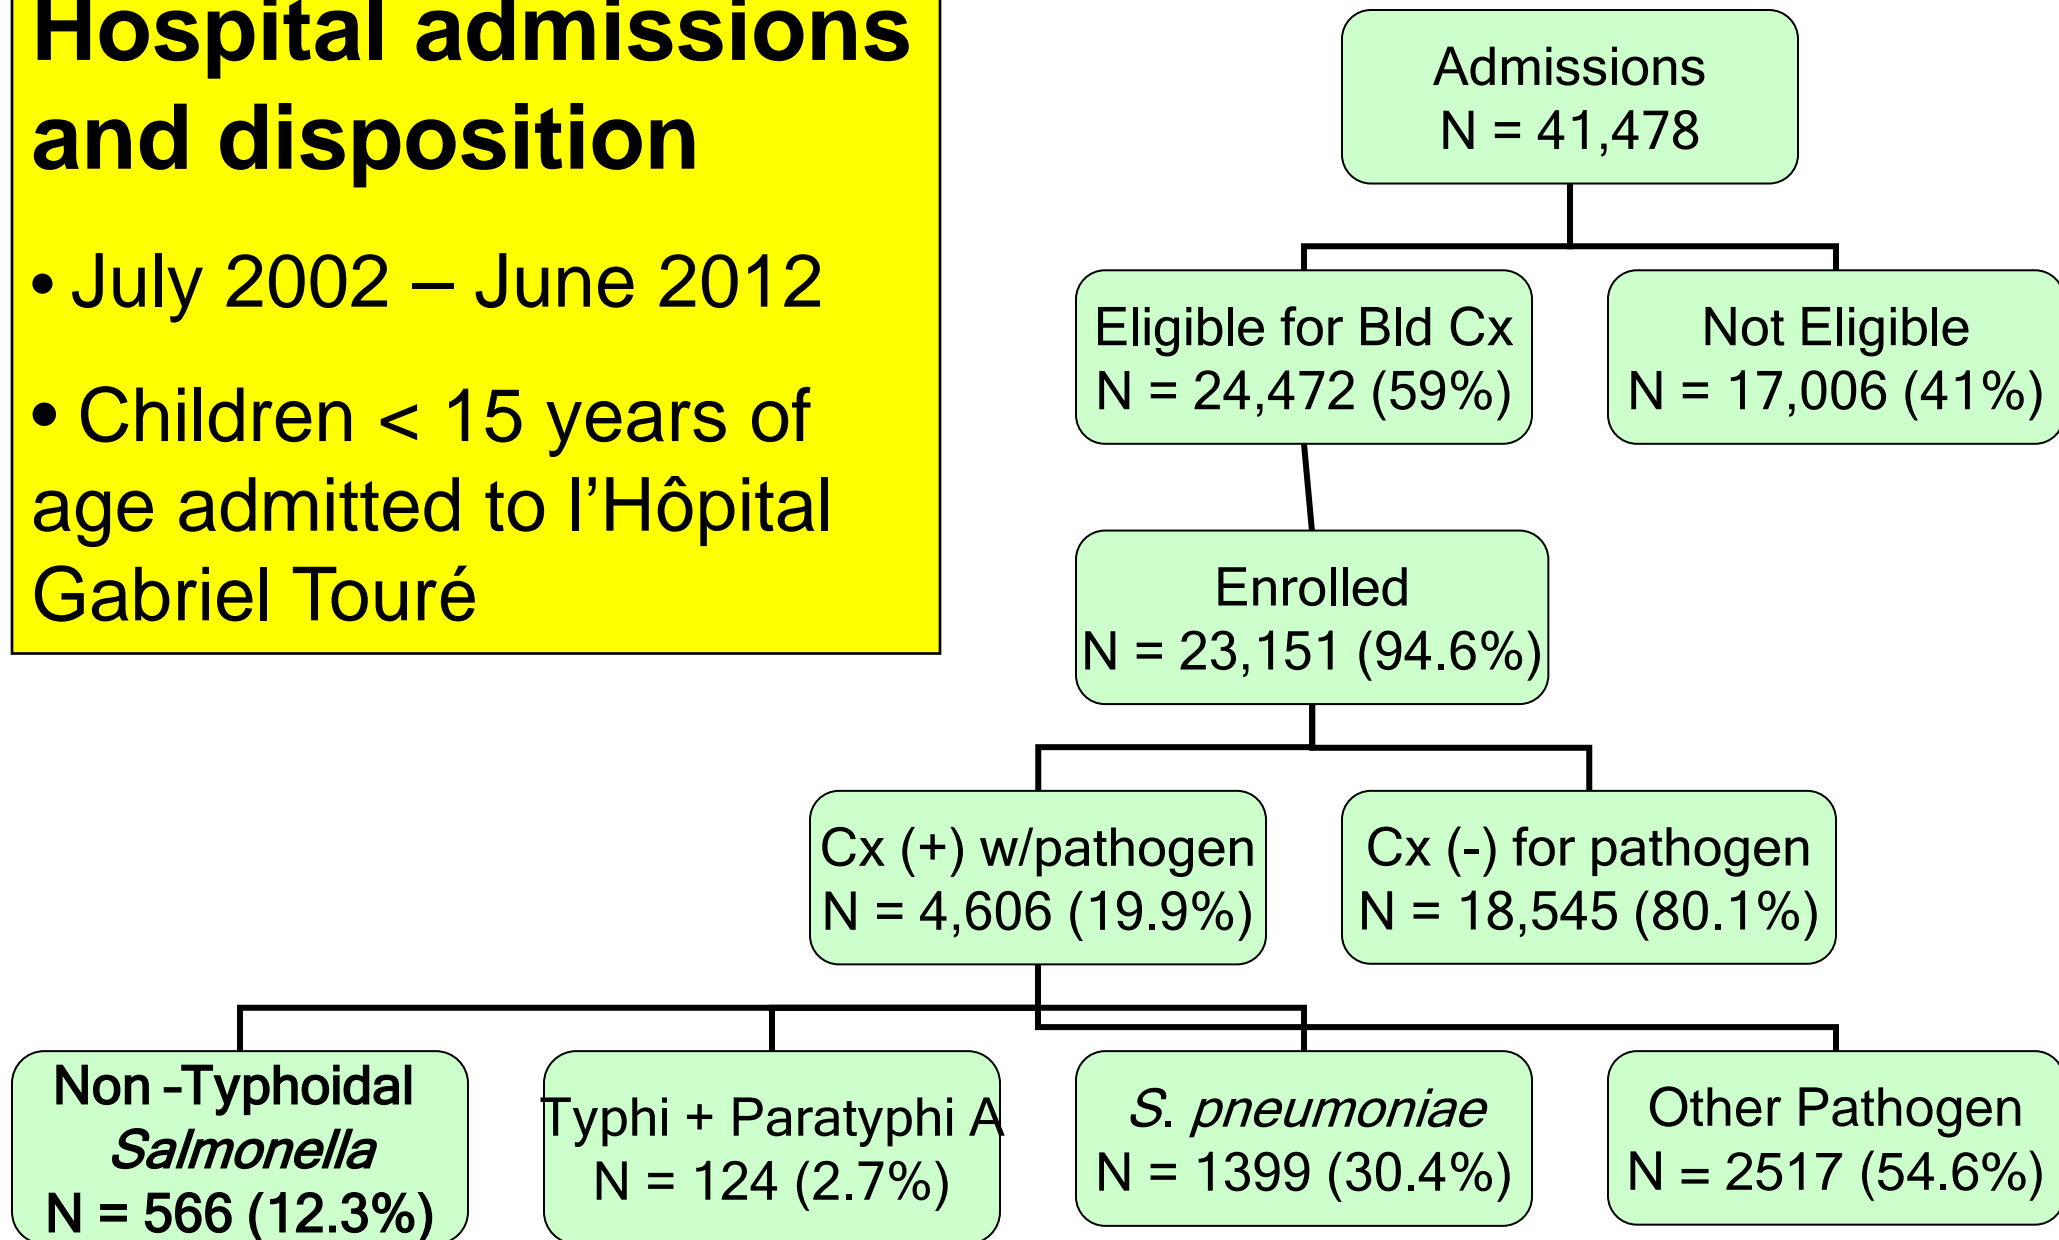 Hospital admissions
and disposition
• July 2002 – June 2012
• Children < 15 years of
age admitted to l’Hôpital
Gabriel Touré
Admissions
N = 41,478
Eligible for Bld Cx
N = 24,472 (59%)
Not Eligible
N = 17,006 (41%)
Enrolled
N = 23,151 (94.6%)
Cx (+) w/pathogen
N = 4,606 (19.9%)
Cx (-) for pathogen
N = 18,545 (80.1%)
Non -Typhoidal
Salmonella
N = 566 (12.3%)
Typhi + Paratyphi A
N = 124 (2.7%)
S. pneumoniae
N = 1399 (30.4%)
Other Pathogen
N = 2517 (54.6%)